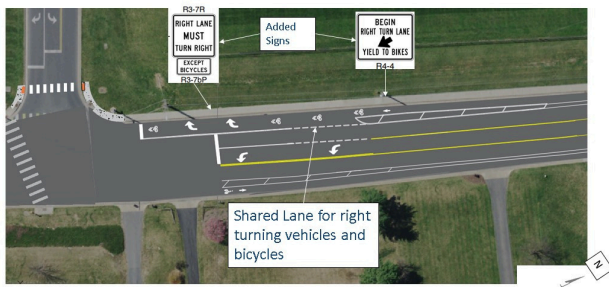 R3-7R
RIGHT LANE
MUST
TURN RIGHT
EXCEPT
BICYCLES
R3-7bP
Added
Signs
BEGIN
RIGHT TURN LANE
YIELD TO BIKES
R4-4
Shared Lane for right
turning vehicles and
bicycles
N